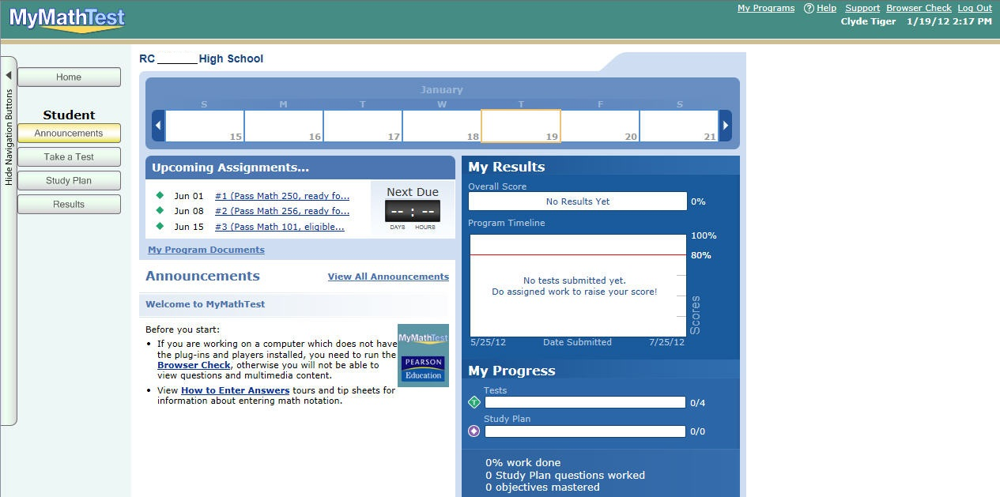 MyMathTest
My Programs ? Help Support Browser Check Log Out
Clyde Tiger 1/19/12 2:17 PM
Hide Navigation Buttons
Home
Student
Announcements
Take a Test
Study Plan
Results
RC ______ High School
January
S M T W T F S
15 16 17 18 19 20 21
Upcoming Assignments...
Jun 01 #1 (Pass Math 250, ready fo...
Jun 08 #2 (Pass Math 256, ready fo...
Jun 15 #3 (Pass Math 101, eligible...
Next Due
-- : --
DAYS HOURS
My Program Documents
Announcements View All Announcements
Welcome to MyMathTest
Before you start:
• If you are working on a computer which does not have
the plug-ins and players installed, you need to run the
Browser Check, otherwise you will not be able to
view questions and multimedia content.
• View How to Enter Answers tours and tip sheets for
information about entering math notation.
MyMathTest
PEARSON
Education
My Results
Overall Score
No Results Yet 0%
Program Timeline
100%
80%
No tests submitted yet.
Do assigned work to raise your score!
Scores
5/25/12 Date Submitted 7/25/12
My Progress
Tests
T 0/4
Study Plan
0/0
0% work done
0 Study Plan questions worked
0 objectives mastered